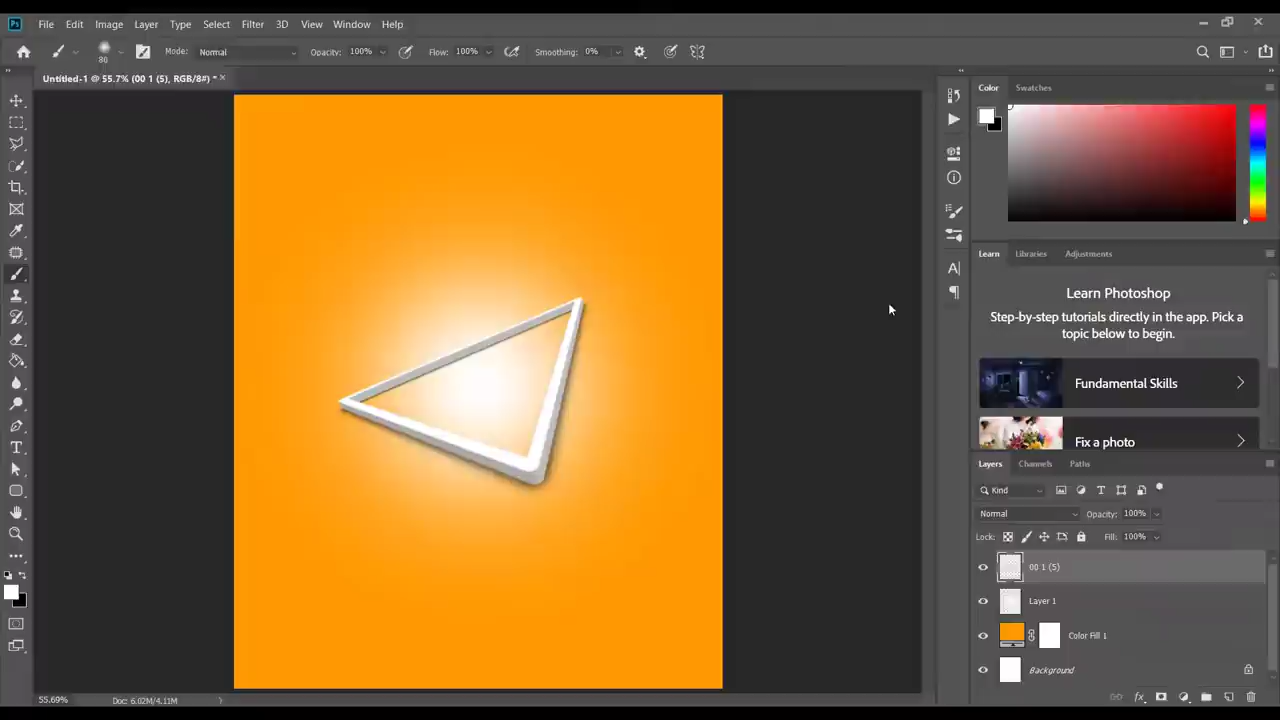 Ps File Edit Image Layer Type Select Filter 3D View Window Help
80 Mode: Normal Opacity: 100% Flow: 100% Smoothing: 0%
Untitled-1 @ 55.7% (00 1 (5), RGB/8#) *
Color Swatches
Learn Libraries Adjustments
Learn Photoshop
Step-by-step tutorials directly in the app. Pick a
topic below to begin.
Fundamental Skills
Fix a photo
Layers Channels Paths
Kind
Normal Opacity: 100%
Lock: Fill: 100%
00 1 (5)
Layer 1
Color Fill 1
Background
55.69% Doc: 6.02M/4.11M